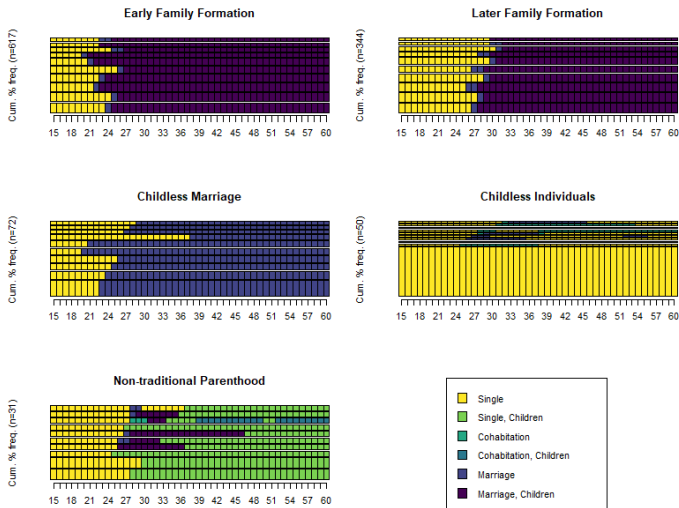 Early Family Formation
Cum. % freq. (n=617)
15 18 21 24 27 30 33 36 39 42 45 48 51 54 57 60
Later Family Formation
Cum. % freq. (n=344)
15 18 21 24 27 30 33 36 39 42 45 48 51 54 57 60
Childless Marriage
Cum. % freq. (n=72)
15 18 21 24 27 30 33 36 39 42 45 48 51 54 57 60
Childless Individuals
Cum. % freq. (n=50)
15 18 21 24 27 30 33 36 39 42 45 48 51 54 57 60
Non-traditional Parenthood
Cum. % freq. (n=31)
15 18 21 24 27 30 33 36 39 42 45 48 51 54 57 60
Single
Single, Children
Cohabitation
Cohabitation, Children
Marriage
Marriage, Children